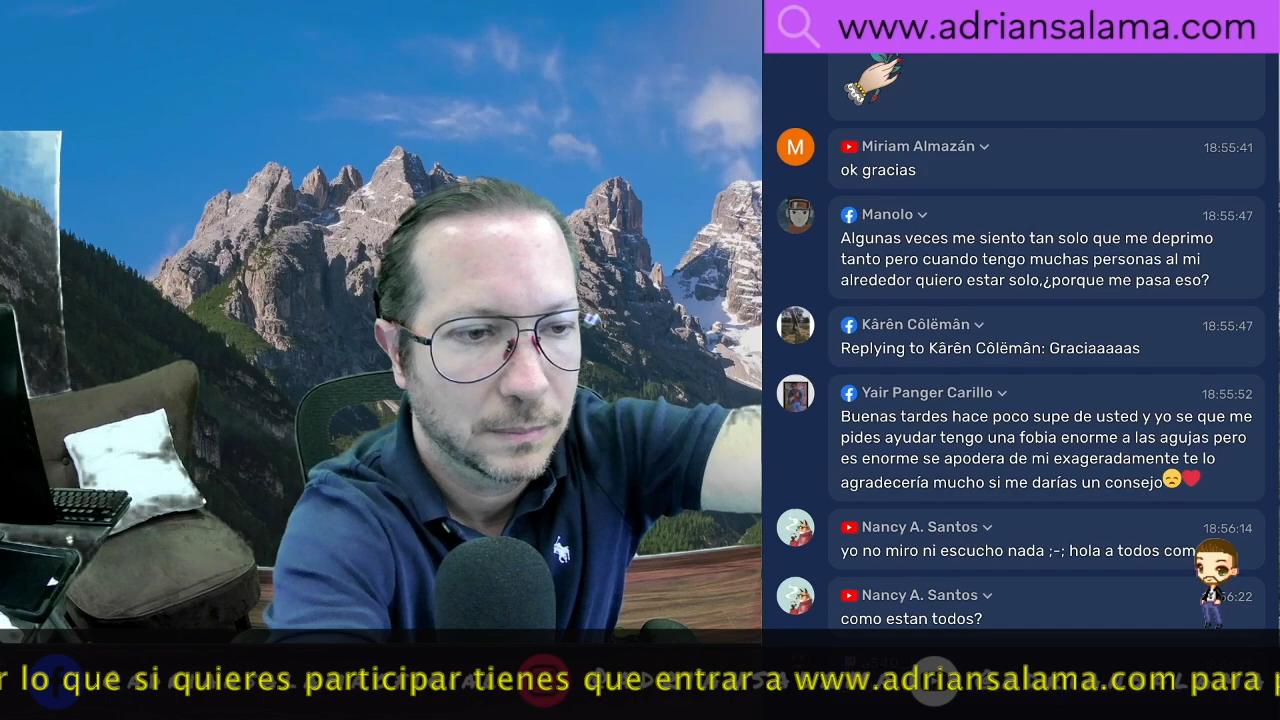 www.adriansalama.com
M
Miriam Almazán
18:55:41
ok gracias
Manolo
18:55:47
Algunas veces me siento tan solo que me deprimo
tanto pero cuando tengo muchas personas al mi
alrededor quiero estar solo,¿porque me pasa eso?
Kârên Côlëmân
18:55:47
Replying to Kârên Côlëmân: Graciaaaaas
Yair Panger Carillo
18:55:52
Buenas tardes hace poco supe de usted y yo se que me
pides ayudar tengo una fobia enorme a las agujas pero
es enorme se apodera de mi exageradamente te lo
agradecería mucho si me darías un consejo
Nancy A. Santos
18:56:14
yo no miro ni escucho nada ;-; hola a todos com
Nancy A. Santos
56:22
como estan todos?
r lo que si quieres participar tienes que entrar a www.adriansalama.com para p